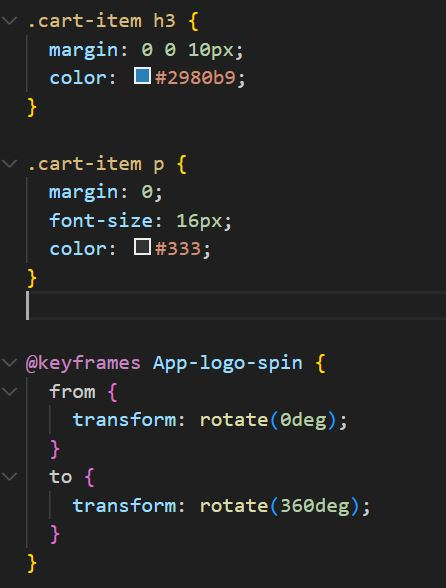 .cart-item h3 {
  margin: 0 0 10px;
  color: #2980b9;
}

.cart-item p {
  margin: 0;
  font-size: 16px;
  color: #333;
}

@keyframes App-logo-spin {
  from {
    transform: rotate(0deg);
  }
  to {
    transform: rotate(360deg);
  }
}